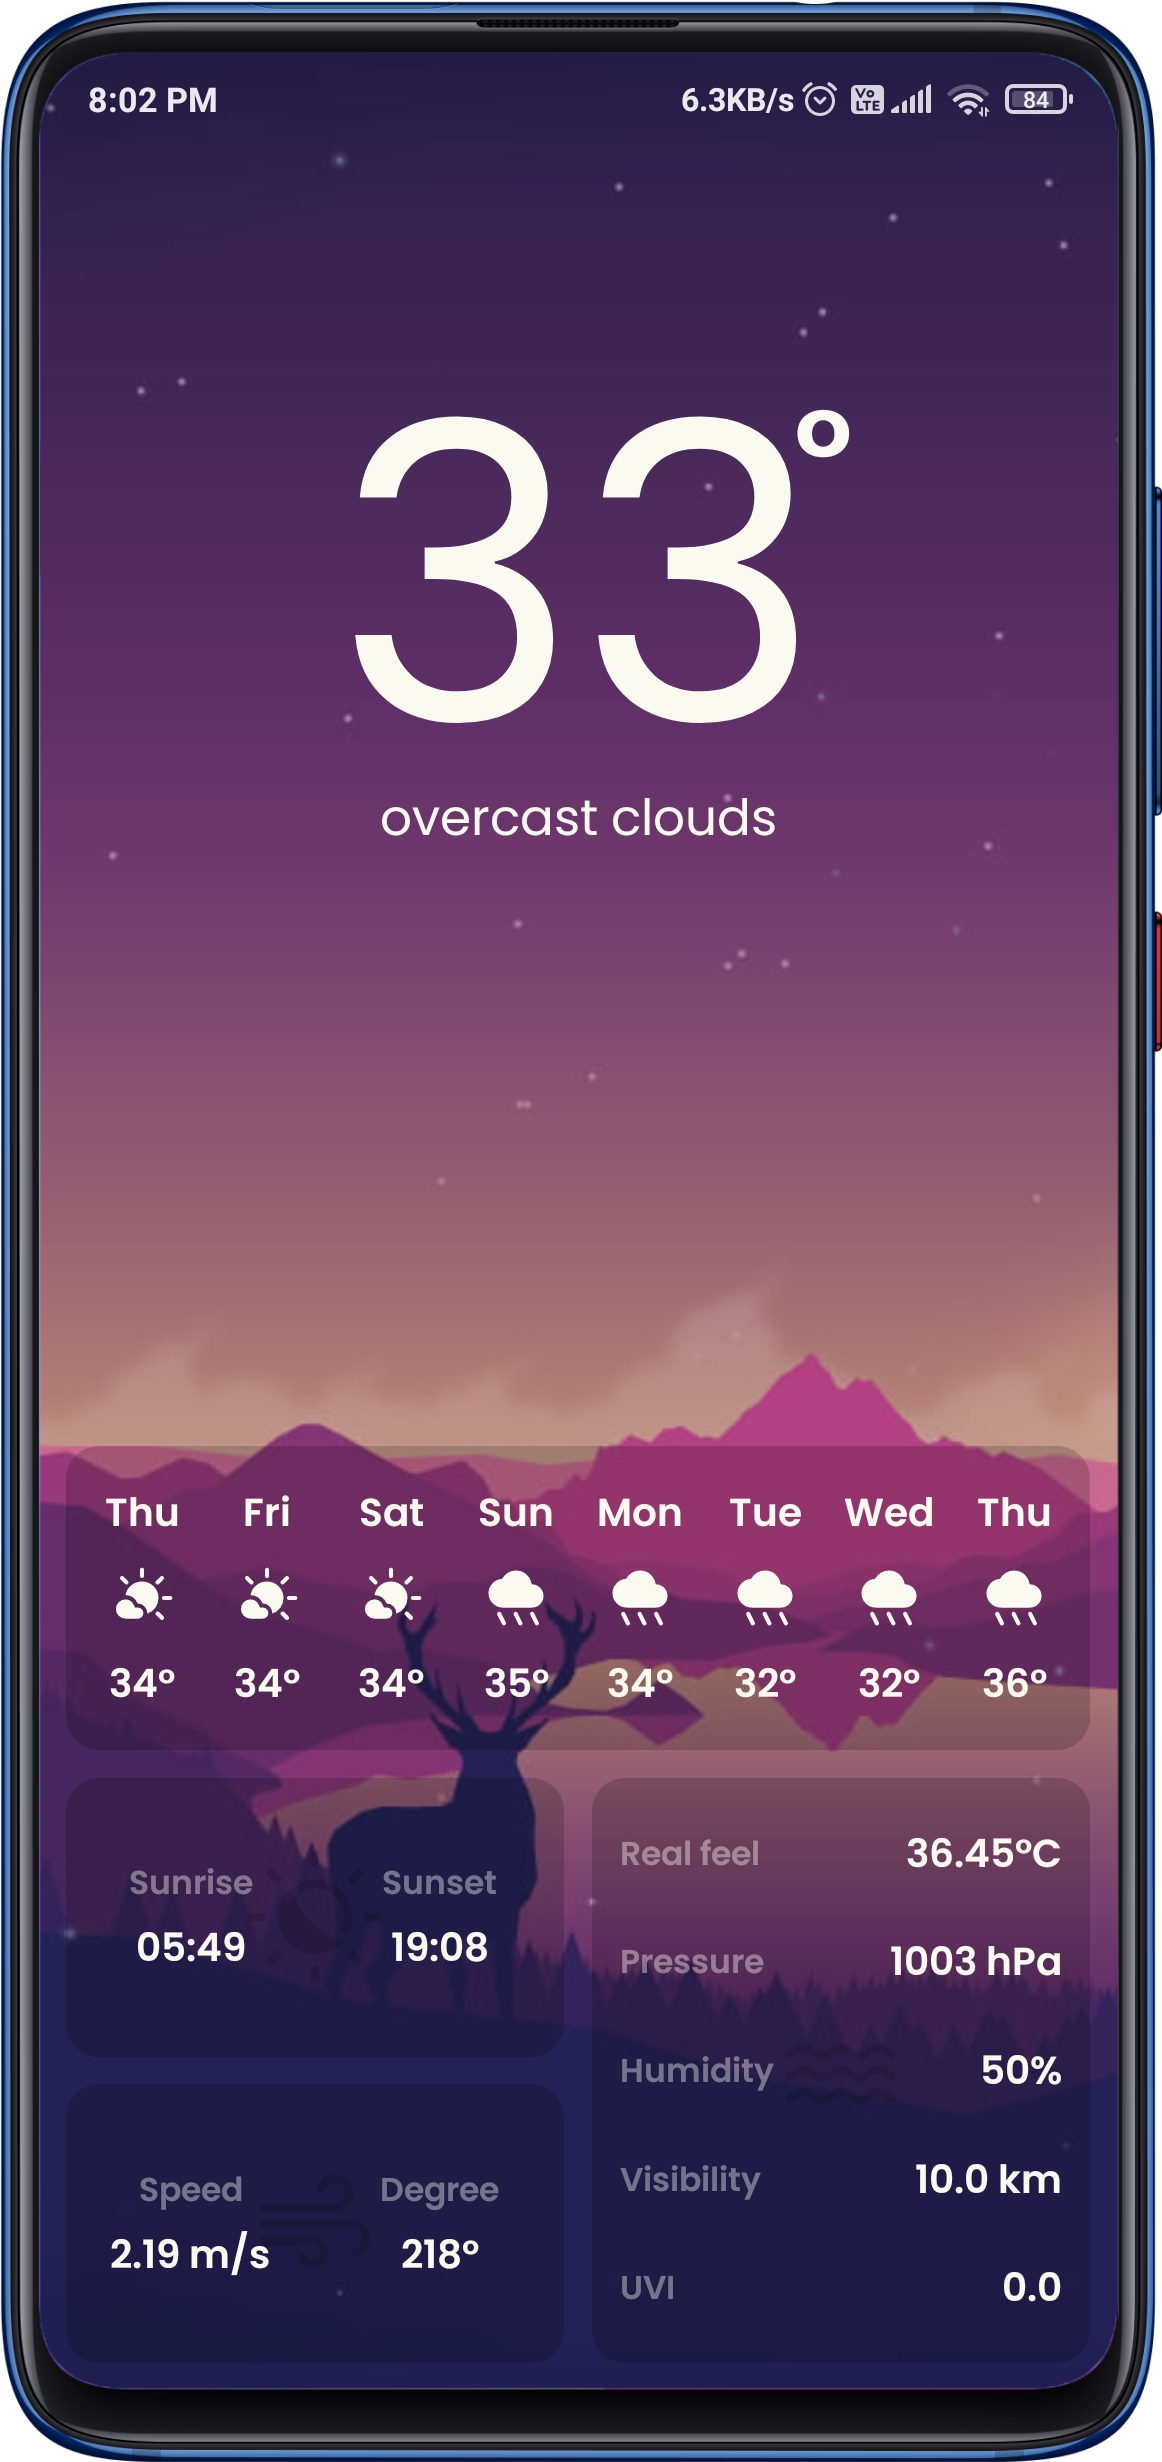 8:02 PM 6.3KB/s Vo LTE 84
33°
overcast clouds
Thu Fri Sat Sun Mon Tue Wed Thu
34° 34° 34° 35° 34° 32° 32° 36°
Sunrise Sunset
05:49 19:08
Speed Degree
2.19 m/s 218°
Real feel 36.45°C
Pressure 1003 hPa
Humidity 50%
Visibility 10.0 km
UVI 0.0